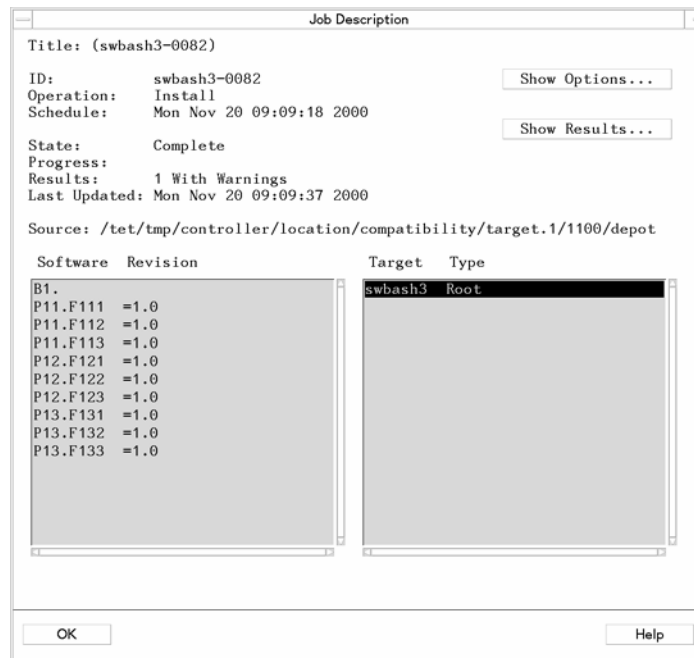 Job Description
Title: (swbash3-0082)
ID: swbash3-0082
Show Options...
Operation: Install
Schedule: Mon Nov 20 09:09:18 2000
Show Results...
State: Complete
Progress:
Results: 1 With Warnings
Last Updated: Mon Nov 20 09:09:37 2000
Source: /tet/tmp/controller/location/compatibility/target.1/1100/depot
Software Revision
B1.
P11.F111 =1.0
P11.F112 =1.0
P11.F113 =1.0
P12.F121 =1.0
P12.F122 =1.0
P12.F123 =1.0
P13.F131 =1.0
P13.F132 =1.0
P13.F133 =1.0
Target Type
swbash3 Root
OK
Help